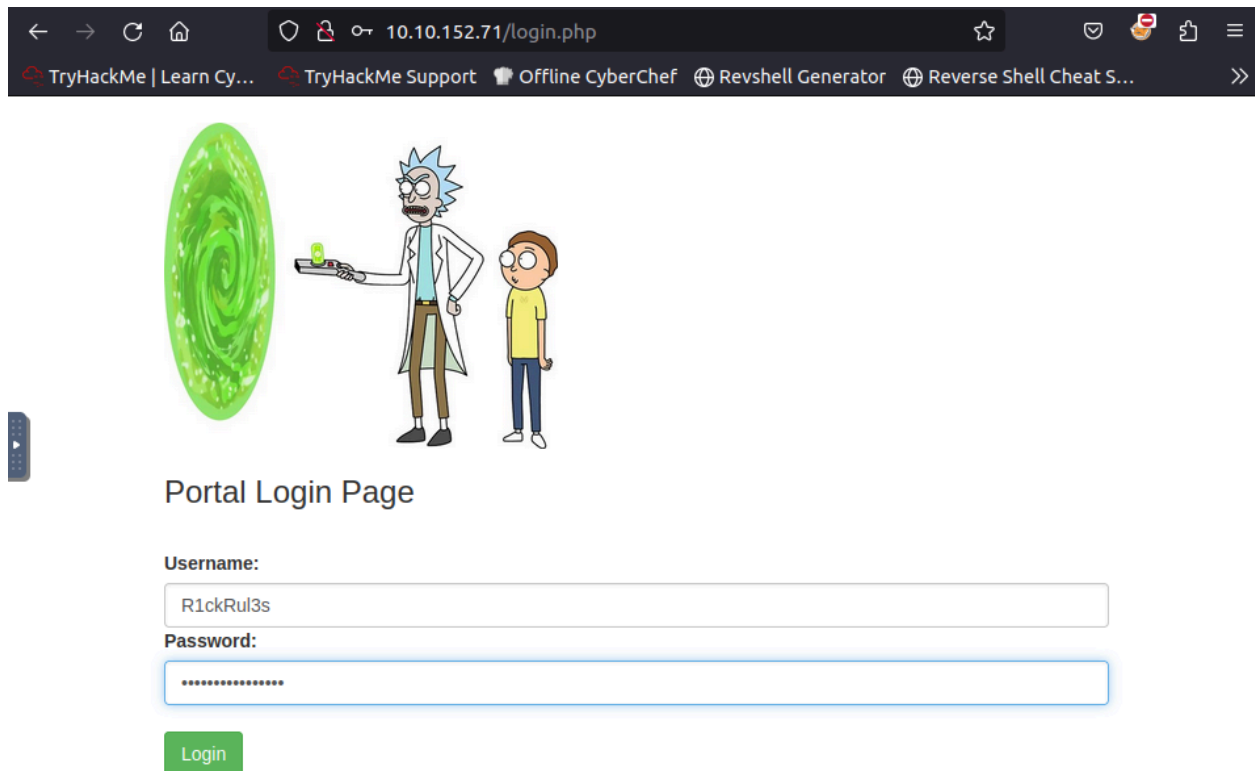 10.10.152.71/login.php
TryHackMe | Learn Cy... TryHackMe Support Offline CyberChef Revshell Generator Reverse Shell Cheat S...
Portal Login Page
Username:
R1ckRul3s
Password:
••••••••••••••••
Login